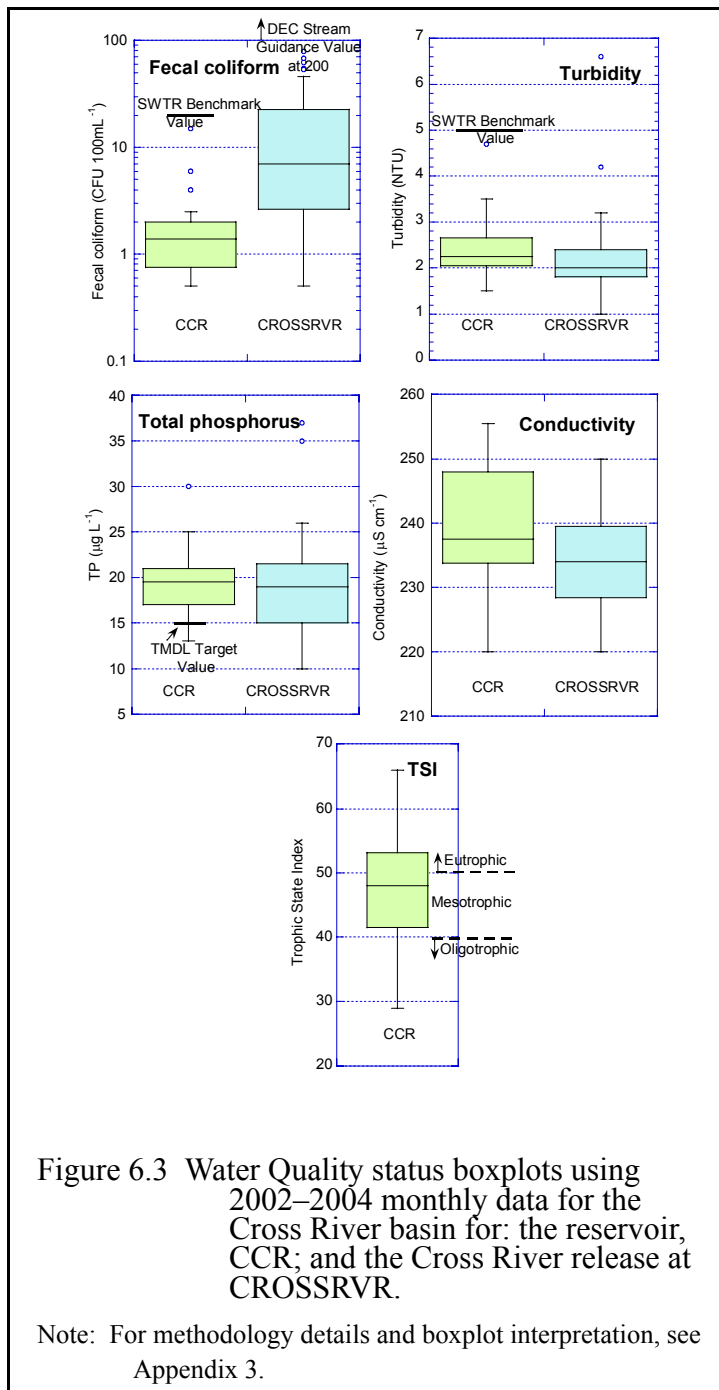 DEC Stream
Guidance Value
at 200
Fecal coliform
SWTR Benchmark
Value
100
10
1
0.1
Fecal coliform (CFU 100mL⁻¹)
CCR
CROSSRVR
Turbidity
SWTR Benchmark
Value
7
6
5
4
3
2
1
0
Turbidity (NTU)
CCR
CROSSRVR
Total phosphorus
40
35
30
25
20
15
10
5
TP (µg L⁻¹)
TMDL Target
Value
CCR
CROSSRVR
Conductivity
260
250
240
230
220
210
Conductivity (µS cm⁻¹)
CCR
CROSSRVR
TSI
70
60
50
40
30
20
Trophic State Index
Eutrophic
Mesotrophic
Oligotrophic
CCR
Figure 6.3 Water Quality status boxplots using
2002–2004 monthly data for the
Cross River basin for: the reservoir,
CCR; and the Cross River release at
CROSSRVR.
Note: For methodology details and boxplot interpretation, see
Appendix 3.